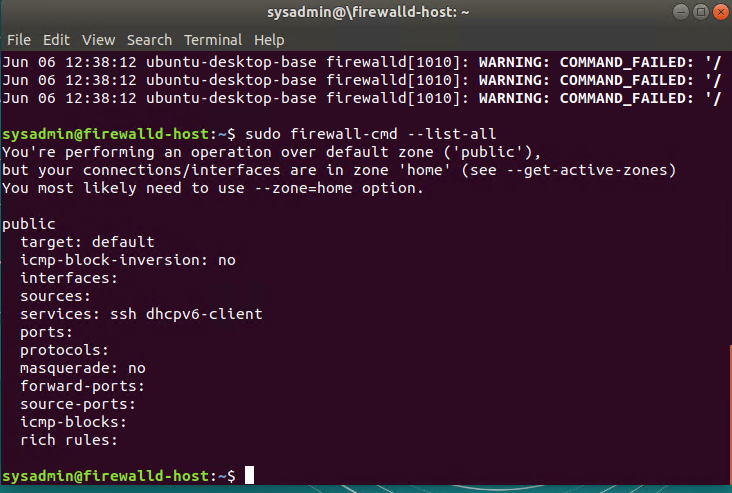 sysadmin@\firewalld-host: ~
File Edit View Search Terminal Help
Jun 06 12:38:12 ubuntu-desktop-base firewalld[1010]: WARNING: COMMAND_FAILED: '/
Jun 06 12:38:12 ubuntu-desktop-base firewalld[1010]: WARNING: COMMAND_FAILED: '/
Jun 06 12:38:12 ubuntu-desktop-base firewalld[1010]: WARNING: COMMAND_FAILED: '/
sysadmin@firewalld-host:~$ sudo firewall-cmd --list-all
You're performing an operation over default zone ('public'),
but your connections/interfaces are in zone 'home' (see --get-active-zones)
You most likely need to use --zone=home option.
public
  target: default
  icmp-block-inversion: no
  interfaces:
  sources:
  services: ssh dhcpv6-client
  ports:
  protocols:
  masquerade: no
  forward-ports:
  source-ports:
  icmp-blocks:
  rich rules:
sysadmin@firewalld-host:~$